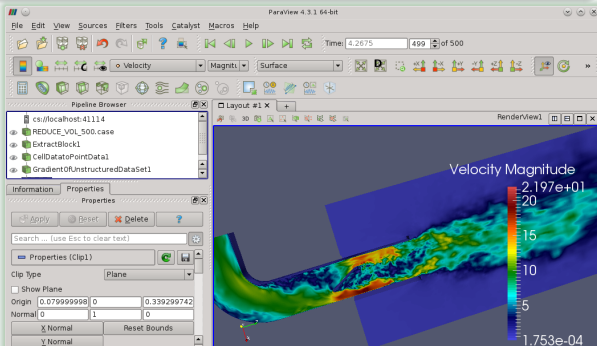 ParaView 4.3.1 64-bit
File Edit View Sources Filters Tools Catalyst Macros Help
Time: 4.2675 499 of 500
Velocity Magnitu Surface
Pipeline Browser
cs://localhost:41114
REDUCE_VOL_500.case
ExtractBlock1
CellDatatoPointData1
GradientOfUnstructuredDataSet1
Information Properties
Properties
Apply Reset Delete ?
Search ... (use Esc to clear text)
Properties (Clip1)
Clip Type Plane
Show Plane
Origin 0.079999998 0 0.339299742
Normal 0 1 0
X Normal Reset Bounds
Y Normal
Layout #1 +
3D RenderView1
Velocity Magnitude
2.197e+01
20
15
10
5
1.753e-04